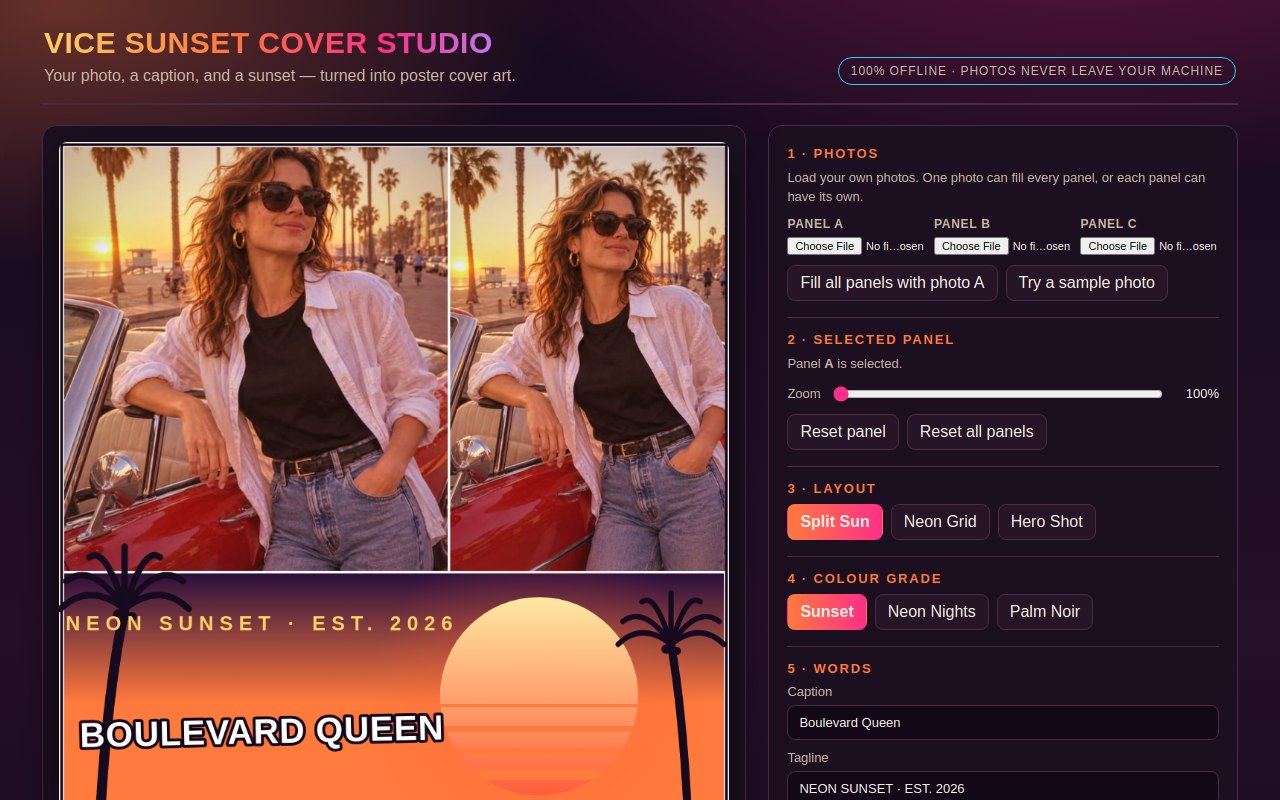 VICE SUNSET COVER STUDIO
Your photo, a caption, and a sunset — turned into poster cover art.
100% OFFLINE · PHOTOS NEVER LEAVE YOUR MACHINE
NEON SUNSET · EST. 2026
BOULEVARD QUEEN
1 · PHOTOS
Load your own photos. One photo can fill every panel, or each panel can
have its own.
PANEL A PANEL B PANEL C
Choose File No fi...osen Choose File No fi...osen Choose File No fi...osen
Fill all panels with photo A Try a sample photo
2 · SELECTED PANEL
Panel A is selected.
Zoom 100%
Reset panel Reset all panels
3 · LAYOUT
Split Sun Neon Grid Hero Shot
4 · COLOUR GRADE
Sunset Neon Nights Palm Noir
5 · WORDS
Caption
Boulevard Queen
Tagline
NEON SUNSET · EST. 2026